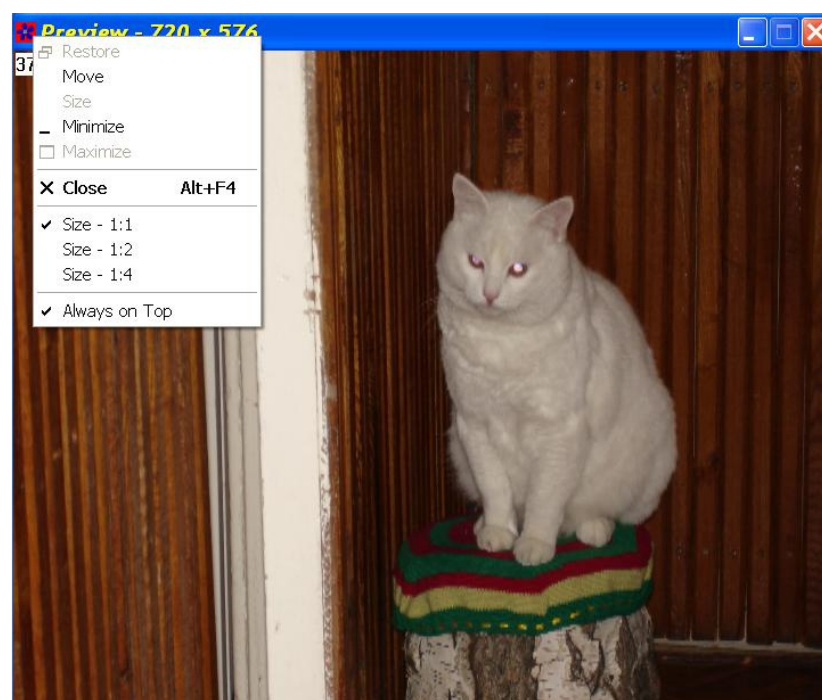 Preview - 720 x 576
37
Restore
Move
Size
Minimize
Maximize
Close Alt+F4
Size - 1:1
Size - 1:2
Size - 1:4
Always on Top